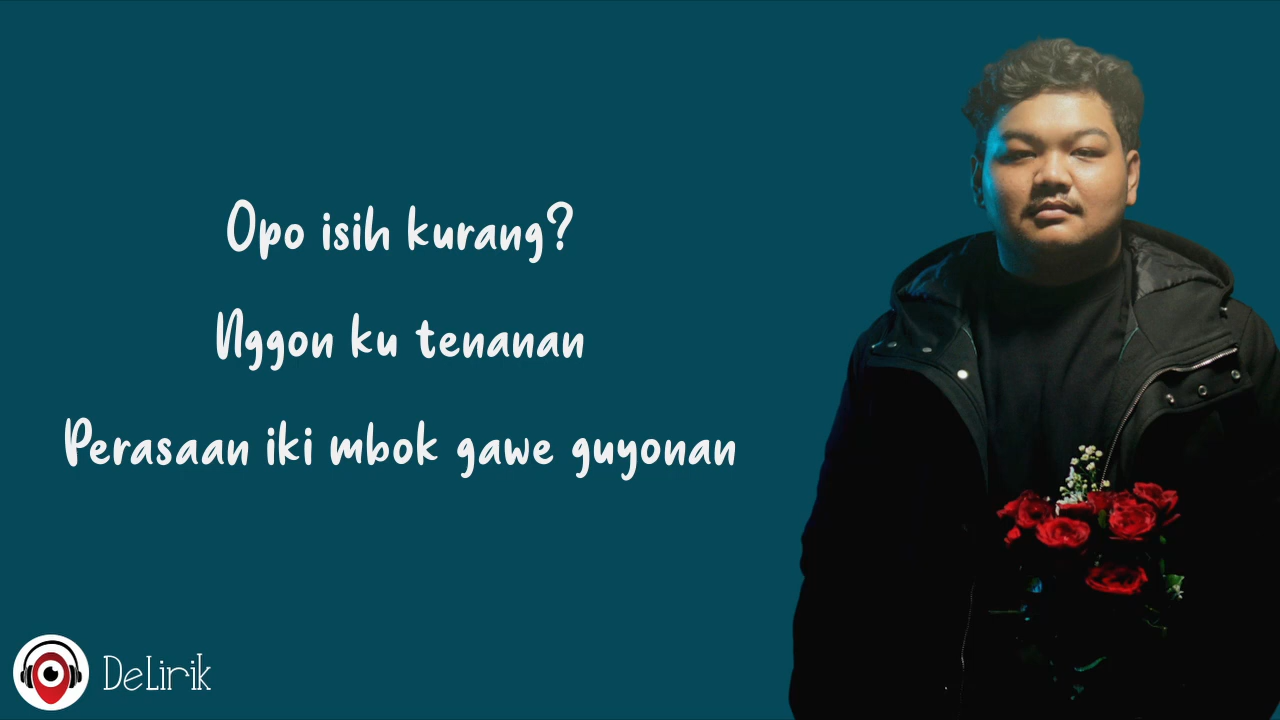 Opo isih kurang?
Nggon ku tenanan
Perasaan iki mbok gawe guyonan
DeLirik